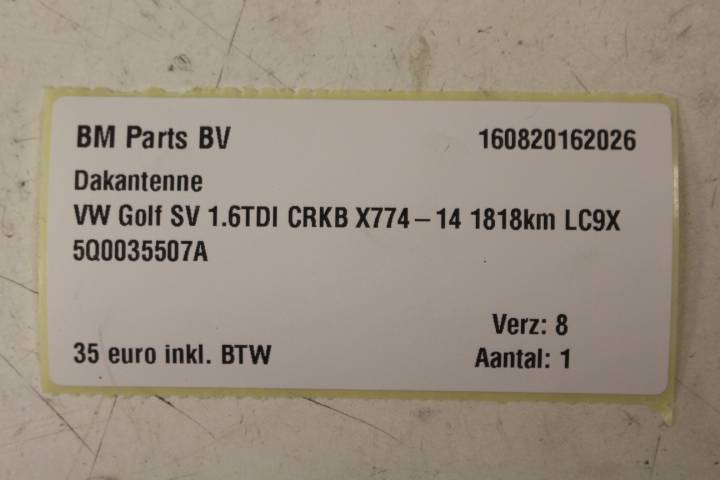 BM Parts BV 160820162026
Dakantenne
VW Golf SV 1.6TDI CRKB X774-14 1818km LC9X
5Q0035507A
Verz: 8
35 euro inkl. BTW Aantal: 1